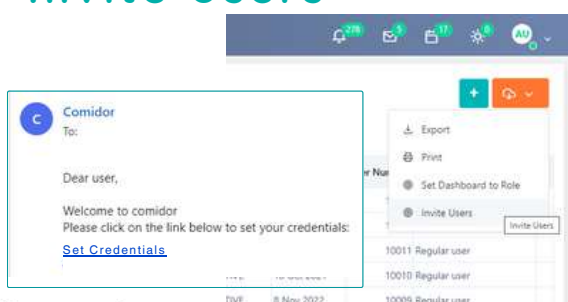 278 5 17 0 AU
Comidor
To:
Dear user,
Welcome to comidor
Please click on the link below to set your credentials:
Set Credentials
+
Export
Print
Set Dashboard to Role
Invite Users
Invite Users
10011 Regular user
10010 Regular user
8 Nov 2022
10009 Regular user